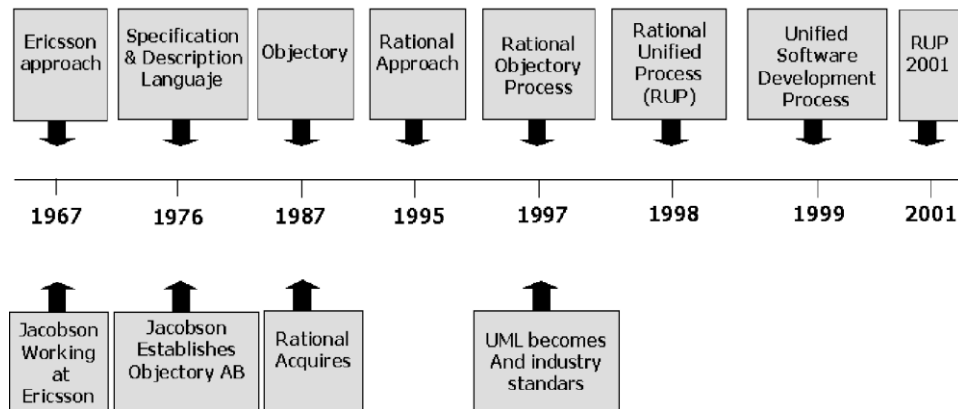 Ericsson
approach
Specification
& Description
Languaje
Objectory
Rational
Approach
Rational
Objectory
Process
Rational
Unified
Process
(RUP)
Unified
Software
Development
Process
RUP
2001
1967
1976
1987
1995
1997
1998
1999
2001
Jacobson
Working
at
Ericsson
Jacobson
Establishes
Objectory AB
Rational
Acquires
UML becomes
And industry
standars